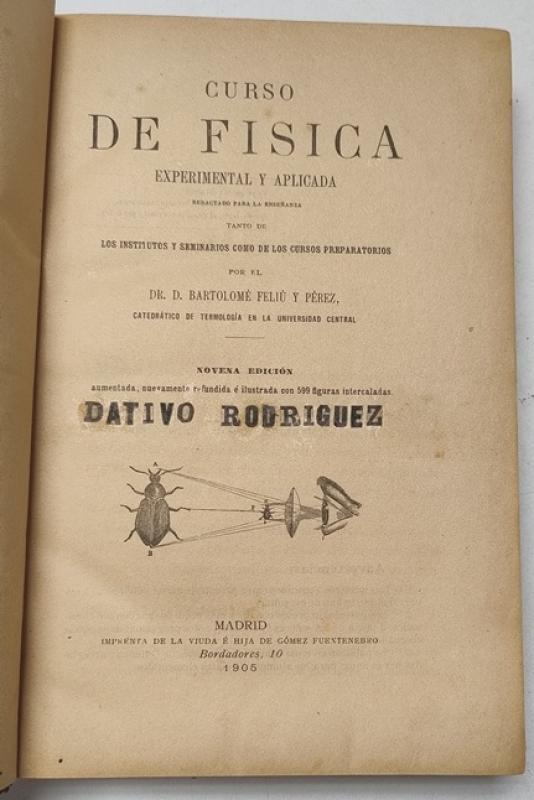 CURSO
DE FISICA
EXPERIMENTAL Y APLICADA
REDACTADO PARA LA ENSEÑANZA
TANTO DE
LOS INSTITUTOS Y SEMINARIOS COMO DE LOS CURSOS PREPARATORIOS
POR EL
DR. D. BARTOLOMÉ FELIÚ Y PÉREZ,
CATEDRÁTICO DE TERMOLOGÍA EN LA UNIVERSIDAD CENTRAL
NOVENA EDICIÓN
aumentada, nuevamente refundida é ilustrada con 599 figuras intercaladas.
DATIVO RODRIGUEZ
A
B
MADRID
IMPRENTA DE LA VIUDA É HIJA DE GÓMEZ FUENTENEBRO
Bordadores, 10
1905